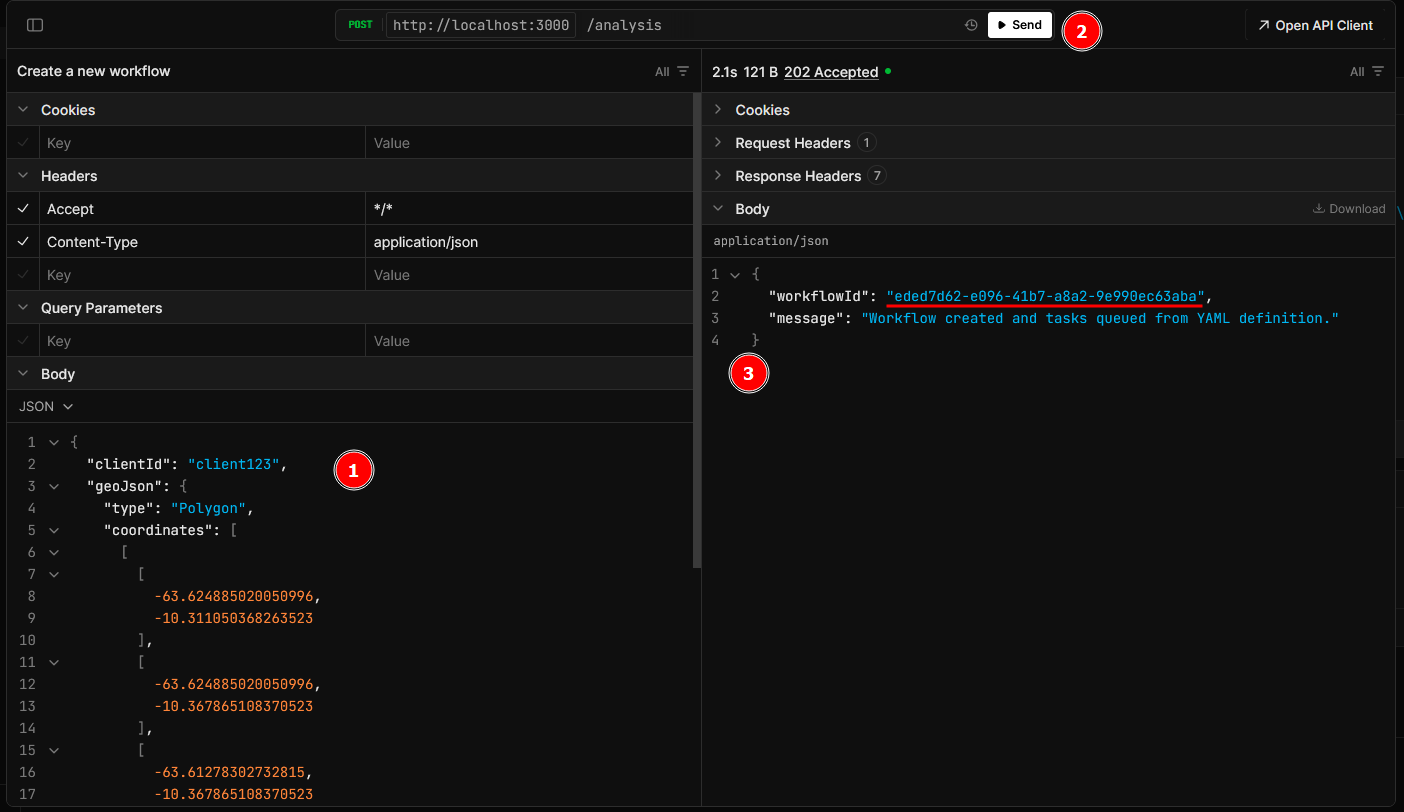 POST http://localhost:3000 /analysis Send 2 Open API Client
Create a new workflow All
Cookies
Key Value
Headers
Accept */*
Content-Type application/json
Key Value
Query Parameters
Key Value
Body
JSON
1 {
2 "clientId": "client123",
1
3 "geoJson": {
4 "type": "Polygon",
5 "coordinates": [
6 [
7 [
8 -63.624885020050996,
9 -10.311050368263523
10 ],
11 [
12 -63.624885020050996,
13 -10.367865108370523
14 ],
15 [
16 -63.61278302732815,
17 -10.367865108370523
2.1s 121 B 202 Accepted All
Cookies
Request Headers 1
Response Headers 7
Body Download
application/json
1 {
2 "workflowId": "eded7d62-e096-41b7-a8a2-9e990ec63aba",
3 "message": "Workflow created and tasks queued from YAML definition."
4 }
3